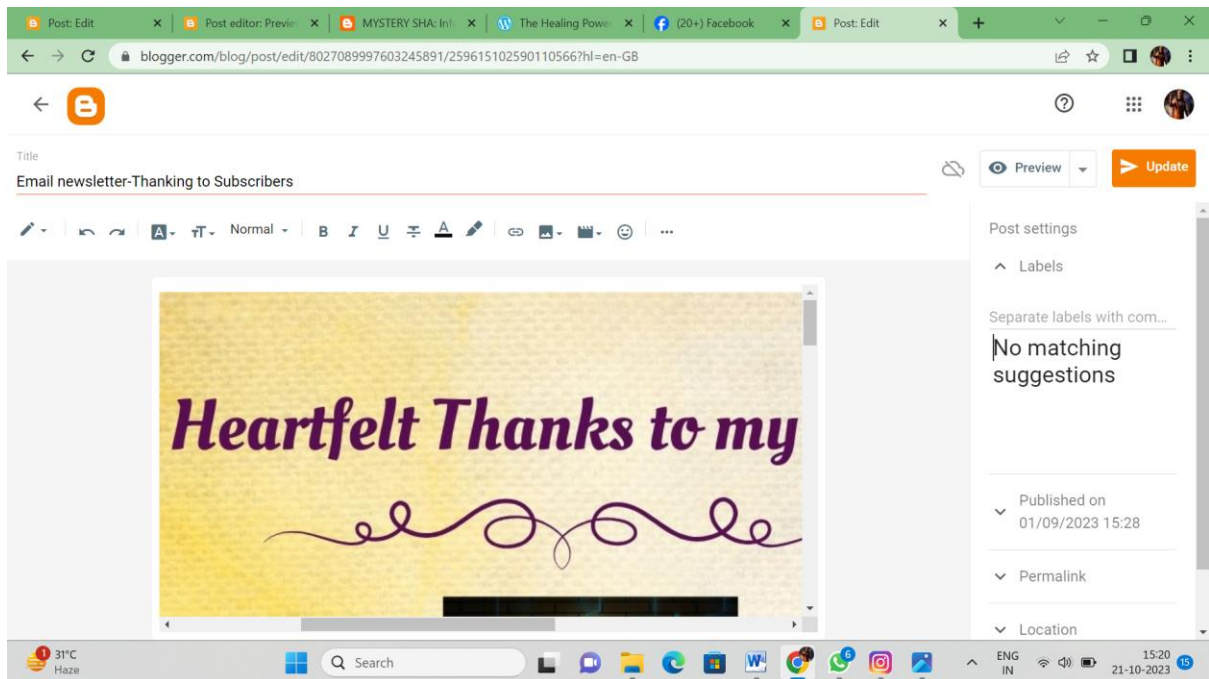 Post: Edit
Post editor: Previe
MYSTERY SHA: Inf
The Healing Power
(20+) Facebook
Post: Edit
blogger.com/blog/post/edit/8027089997603245891/259615102590110566?hl=en-GB
Title
Email newsletter-Thanking to Subscribers
Preview
Update
Normal
B I U A
Post settings
Labels
Separate labels with com...
No matching
suggestions
Heartfelt Thanks to my
Published on
01/09/2023 15:28
Permalink
Location
1
31°C
Haze
Search
6
ENG
IN
15:20
21-10-2023
15